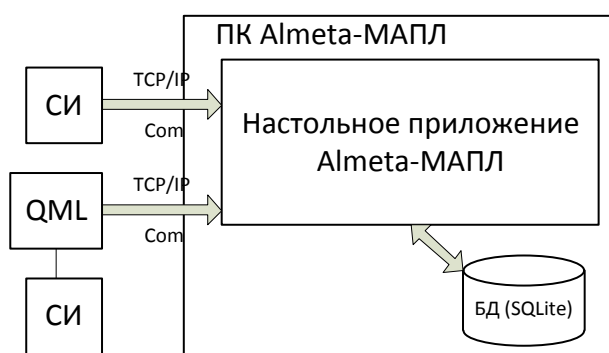 ПК Almeta-МАПЛ
СИ
TCP/IP
Com
Настольное приложение
Almeta-МАПЛ
QML
TCP/IP
Com
СИ
БД (SQLite)